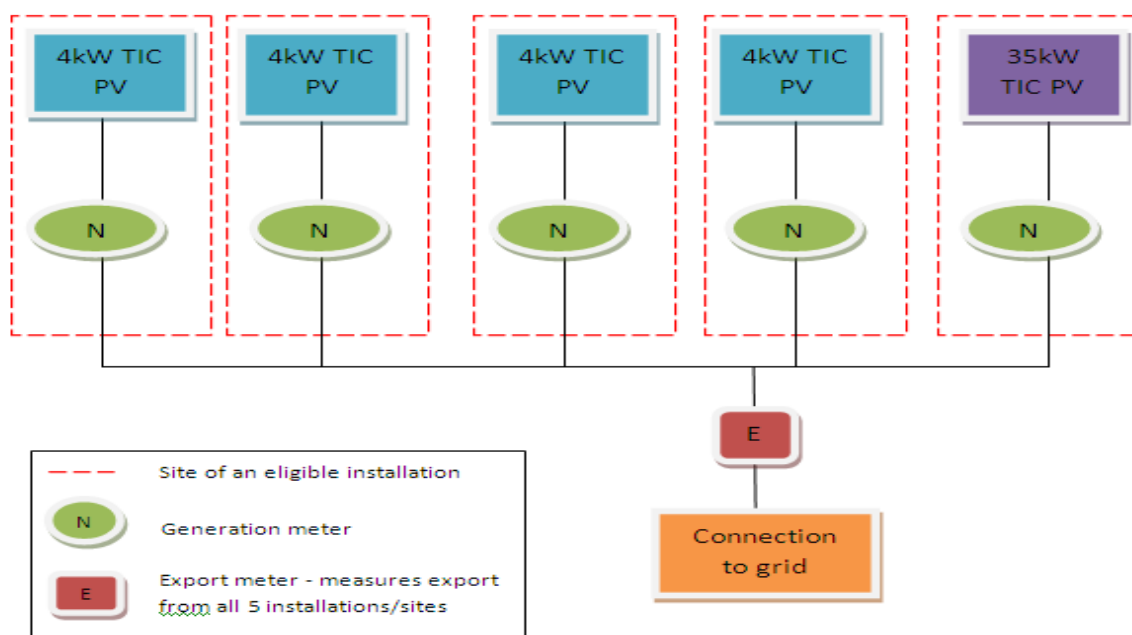 4kW TIC
PV
4kW TIC
PV
4kW TIC
PV
4kW TIC
PV
35kW
TIC PV
N
N
N
N
N
E
Connection
to grid
Site of an eligible installation
N
Generation meter
E
Export meter - measures export
from all 5 installations/sites